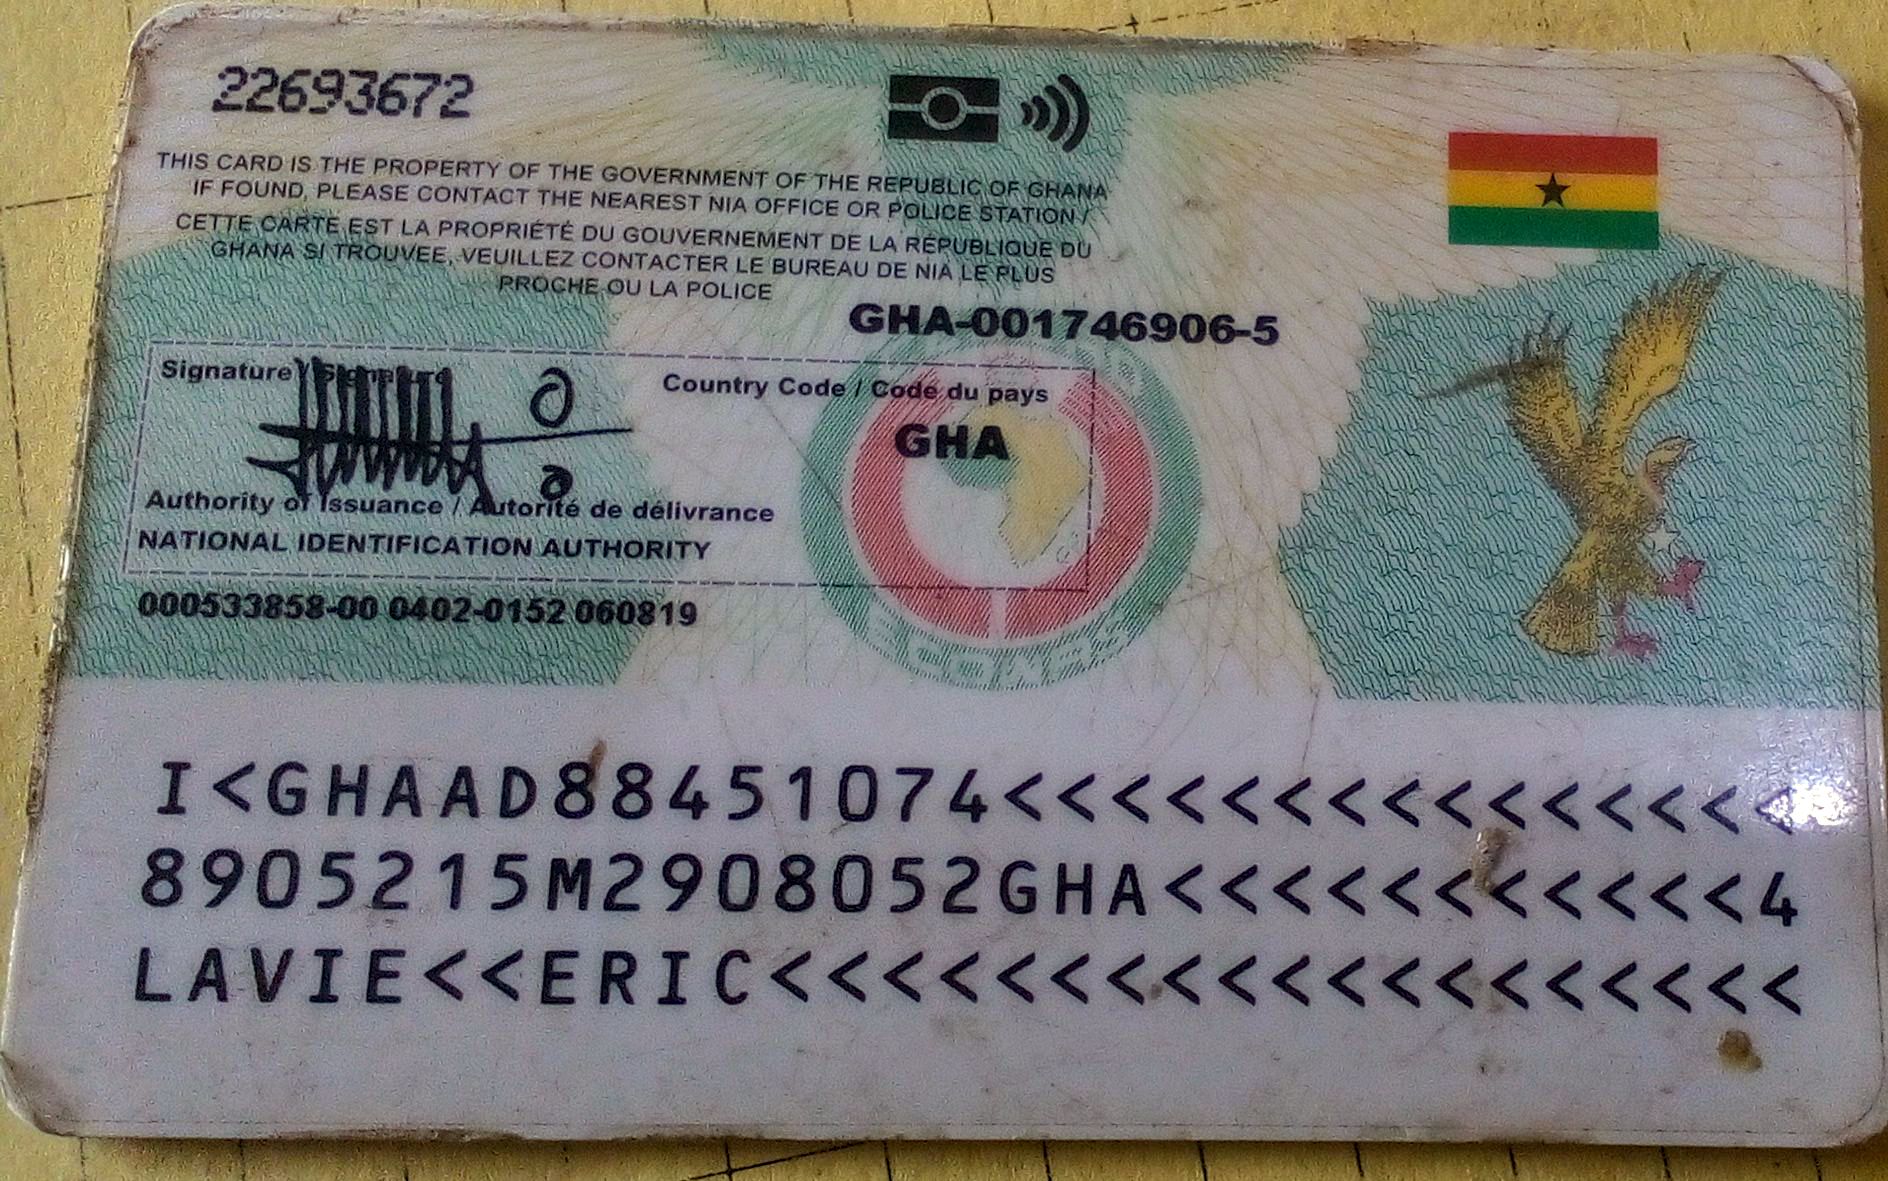 22693672
THIS CARD IS THE PROPERTY OF THE GOVERNMENT OF THE REPUBLIC OF GHANA
IF FOUND, PLEASE CONTACT THE NEAREST NIA OFFICE OR POLICE STATION /
CETTE CARTE EST LA PROPRIÉTÉ DU GOUVERNEMENT DE LA RÉPUBLIQUE DU
GHANA SI TROUVEE, VEUILLEZ CONTACTER LE BUREAU DE NIA LE PLUS
PROCHE OU LA POLICE
GHA-001746906-5
Signature / Signature
Country Code / Code du pays
GHA
Authority of Issuance / Autorité de délivrance
NATIONAL IDENTIFICATION AUTHORITY
000533858-00 0402-0152 060819
ECOWAS
I<GHAAD88451074<<<<<<<<<<<<<<<
8905215M2908052GHA<<<<<<<<<<<4
LAVIE<<ERIC<<<<<<<<<<<<<<<<<<<